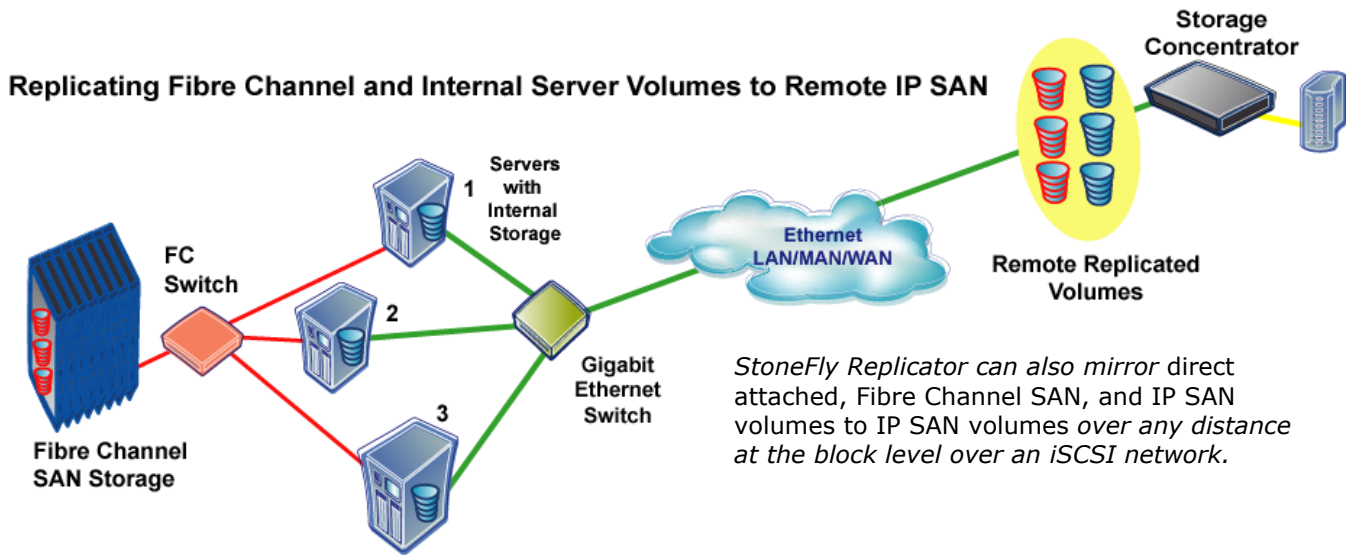 Storage
Concentrator
Replicating Fibre Channel and Internal Server Volumes to Remote IP SAN
1
Servers
with
Internal
Storage
FC
Switch
2
3
Fibre Channel
SAN Storage
Gigabit
Ethernet
Switch
Ethernet
LAN/MAN/WAN
Remote Replicated
Volumes
StoneFly Replicator can also mirror direct
attached, Fibre Channel SAN, and IP SAN
volumes to IP SAN volumes over any distance
at the block level over an iSCSI network.